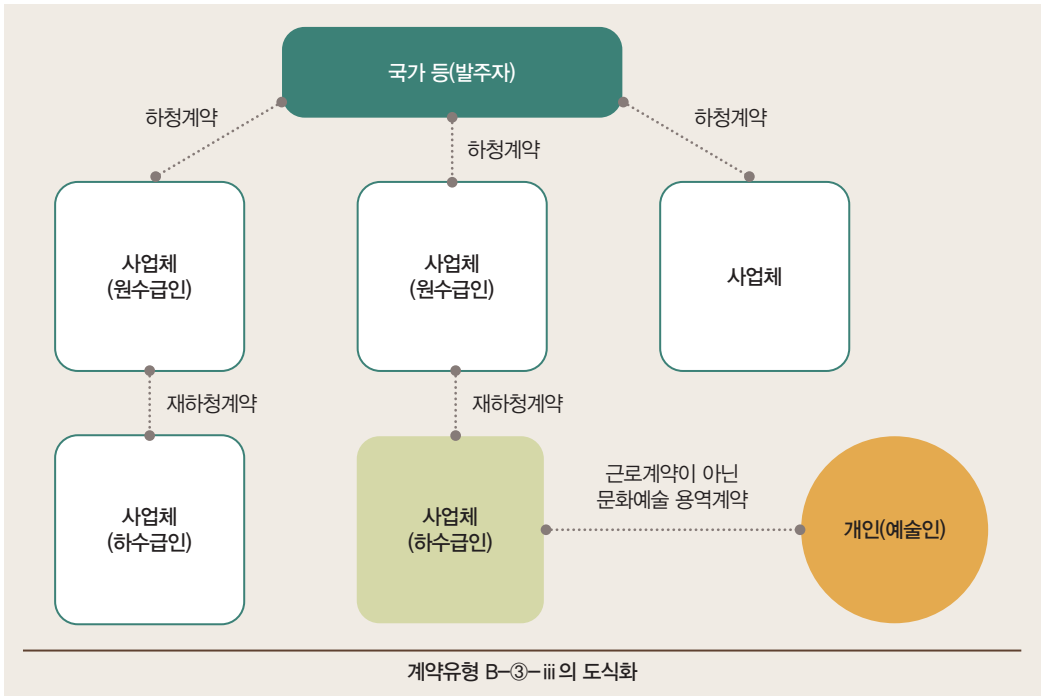 국가 등(발주자)
하청계약
하청계약
하청계약
사업체
(원수급인)
사업체
(원수급인)
사업체
재하청계약
재하청계약
사업체
(하수급인)
사업체
(하수급인)
근로계약이 아닌
문화예술 용역계약
개인(예술인)
계약유형 B-③-ⅲ의 도식화